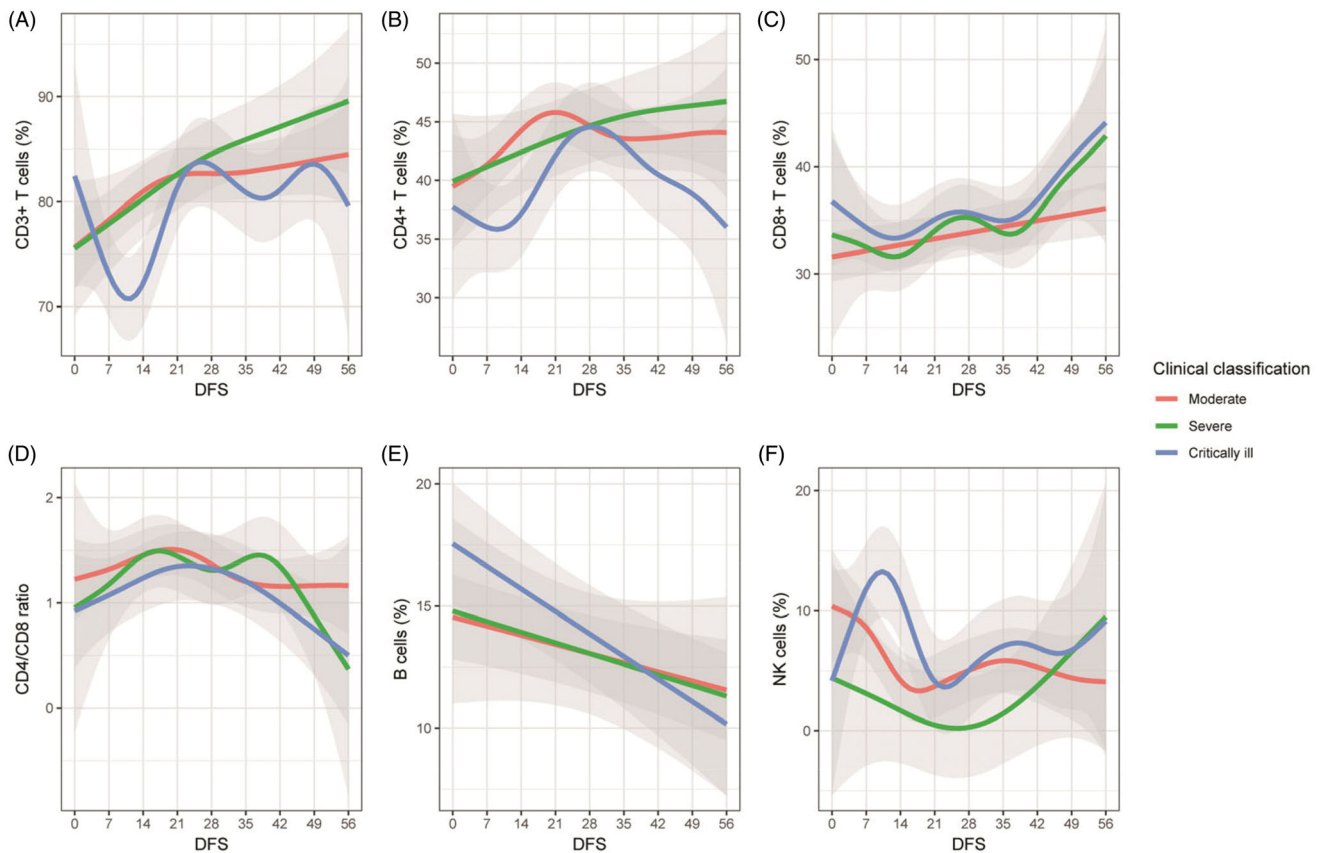 (A)
CD3+ T cells (%)
90
80
70
0 7 14 21 28 35 42 49 56
DFS
(B)
CD4+ T cells (%)
50
45
40
35
30
0 7 14 21 28 35 42 49 56
DFS
(C)
CD8+ T cells (%)
50
40
30
0 7 14 21 28 35 42 49 56
DFS
Clinical classification
Moderate
Severe
Critically ill
(D)
CD4/CD8 ratio
2
1
0
0 7 14 21 28 35 42 49 56
DFS
(E)
B cells (%)
20
15
10
0 7 14 21 28 35 42 49 56
DFS
(F)
NK cells (%)
20
10
0
0 7 14 21 28 35 42 49 56
DFS